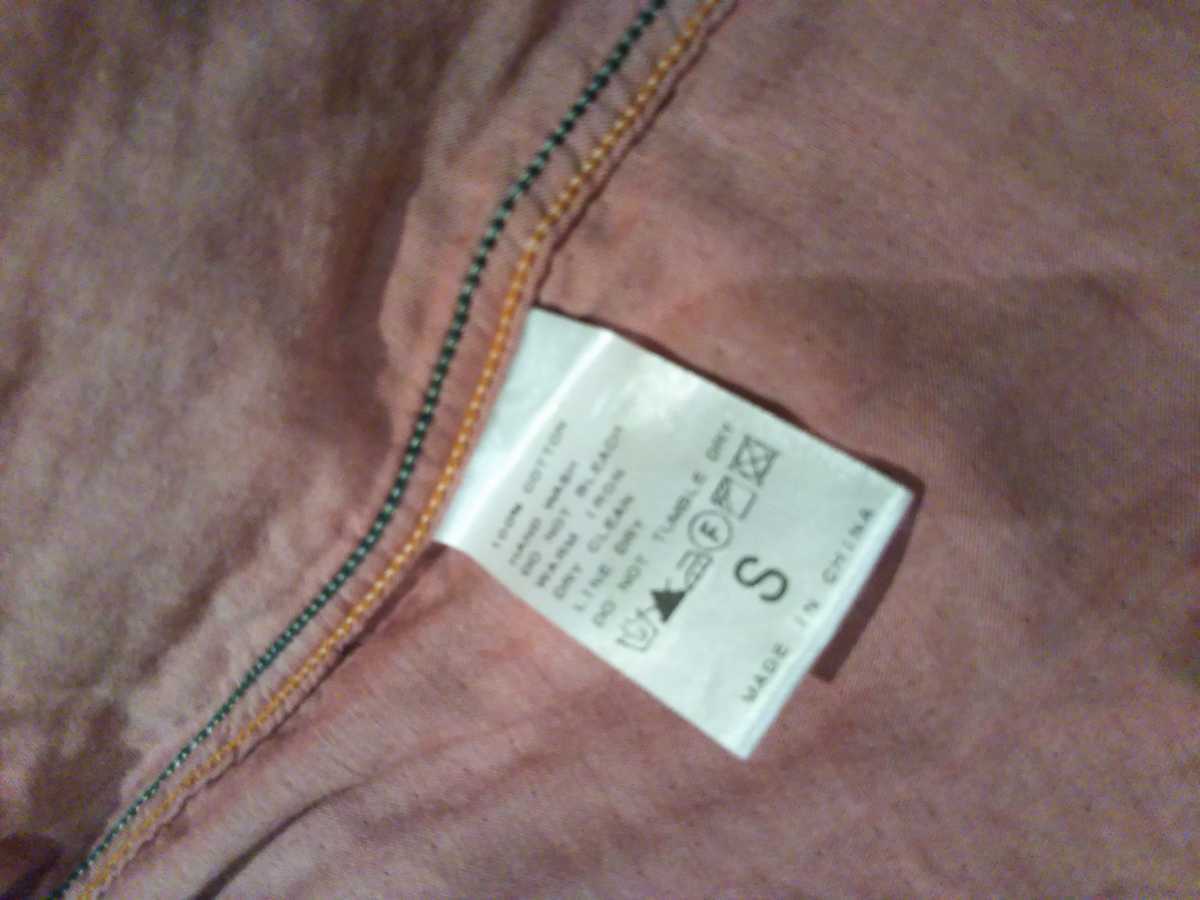 100% COTTON
HAND WASH
DO NOT BLEACH
WARM IRON
DRY CLEAN
LINE DRY
DO NOT TUMBLE DRY
F
S
MADE IN CHINA